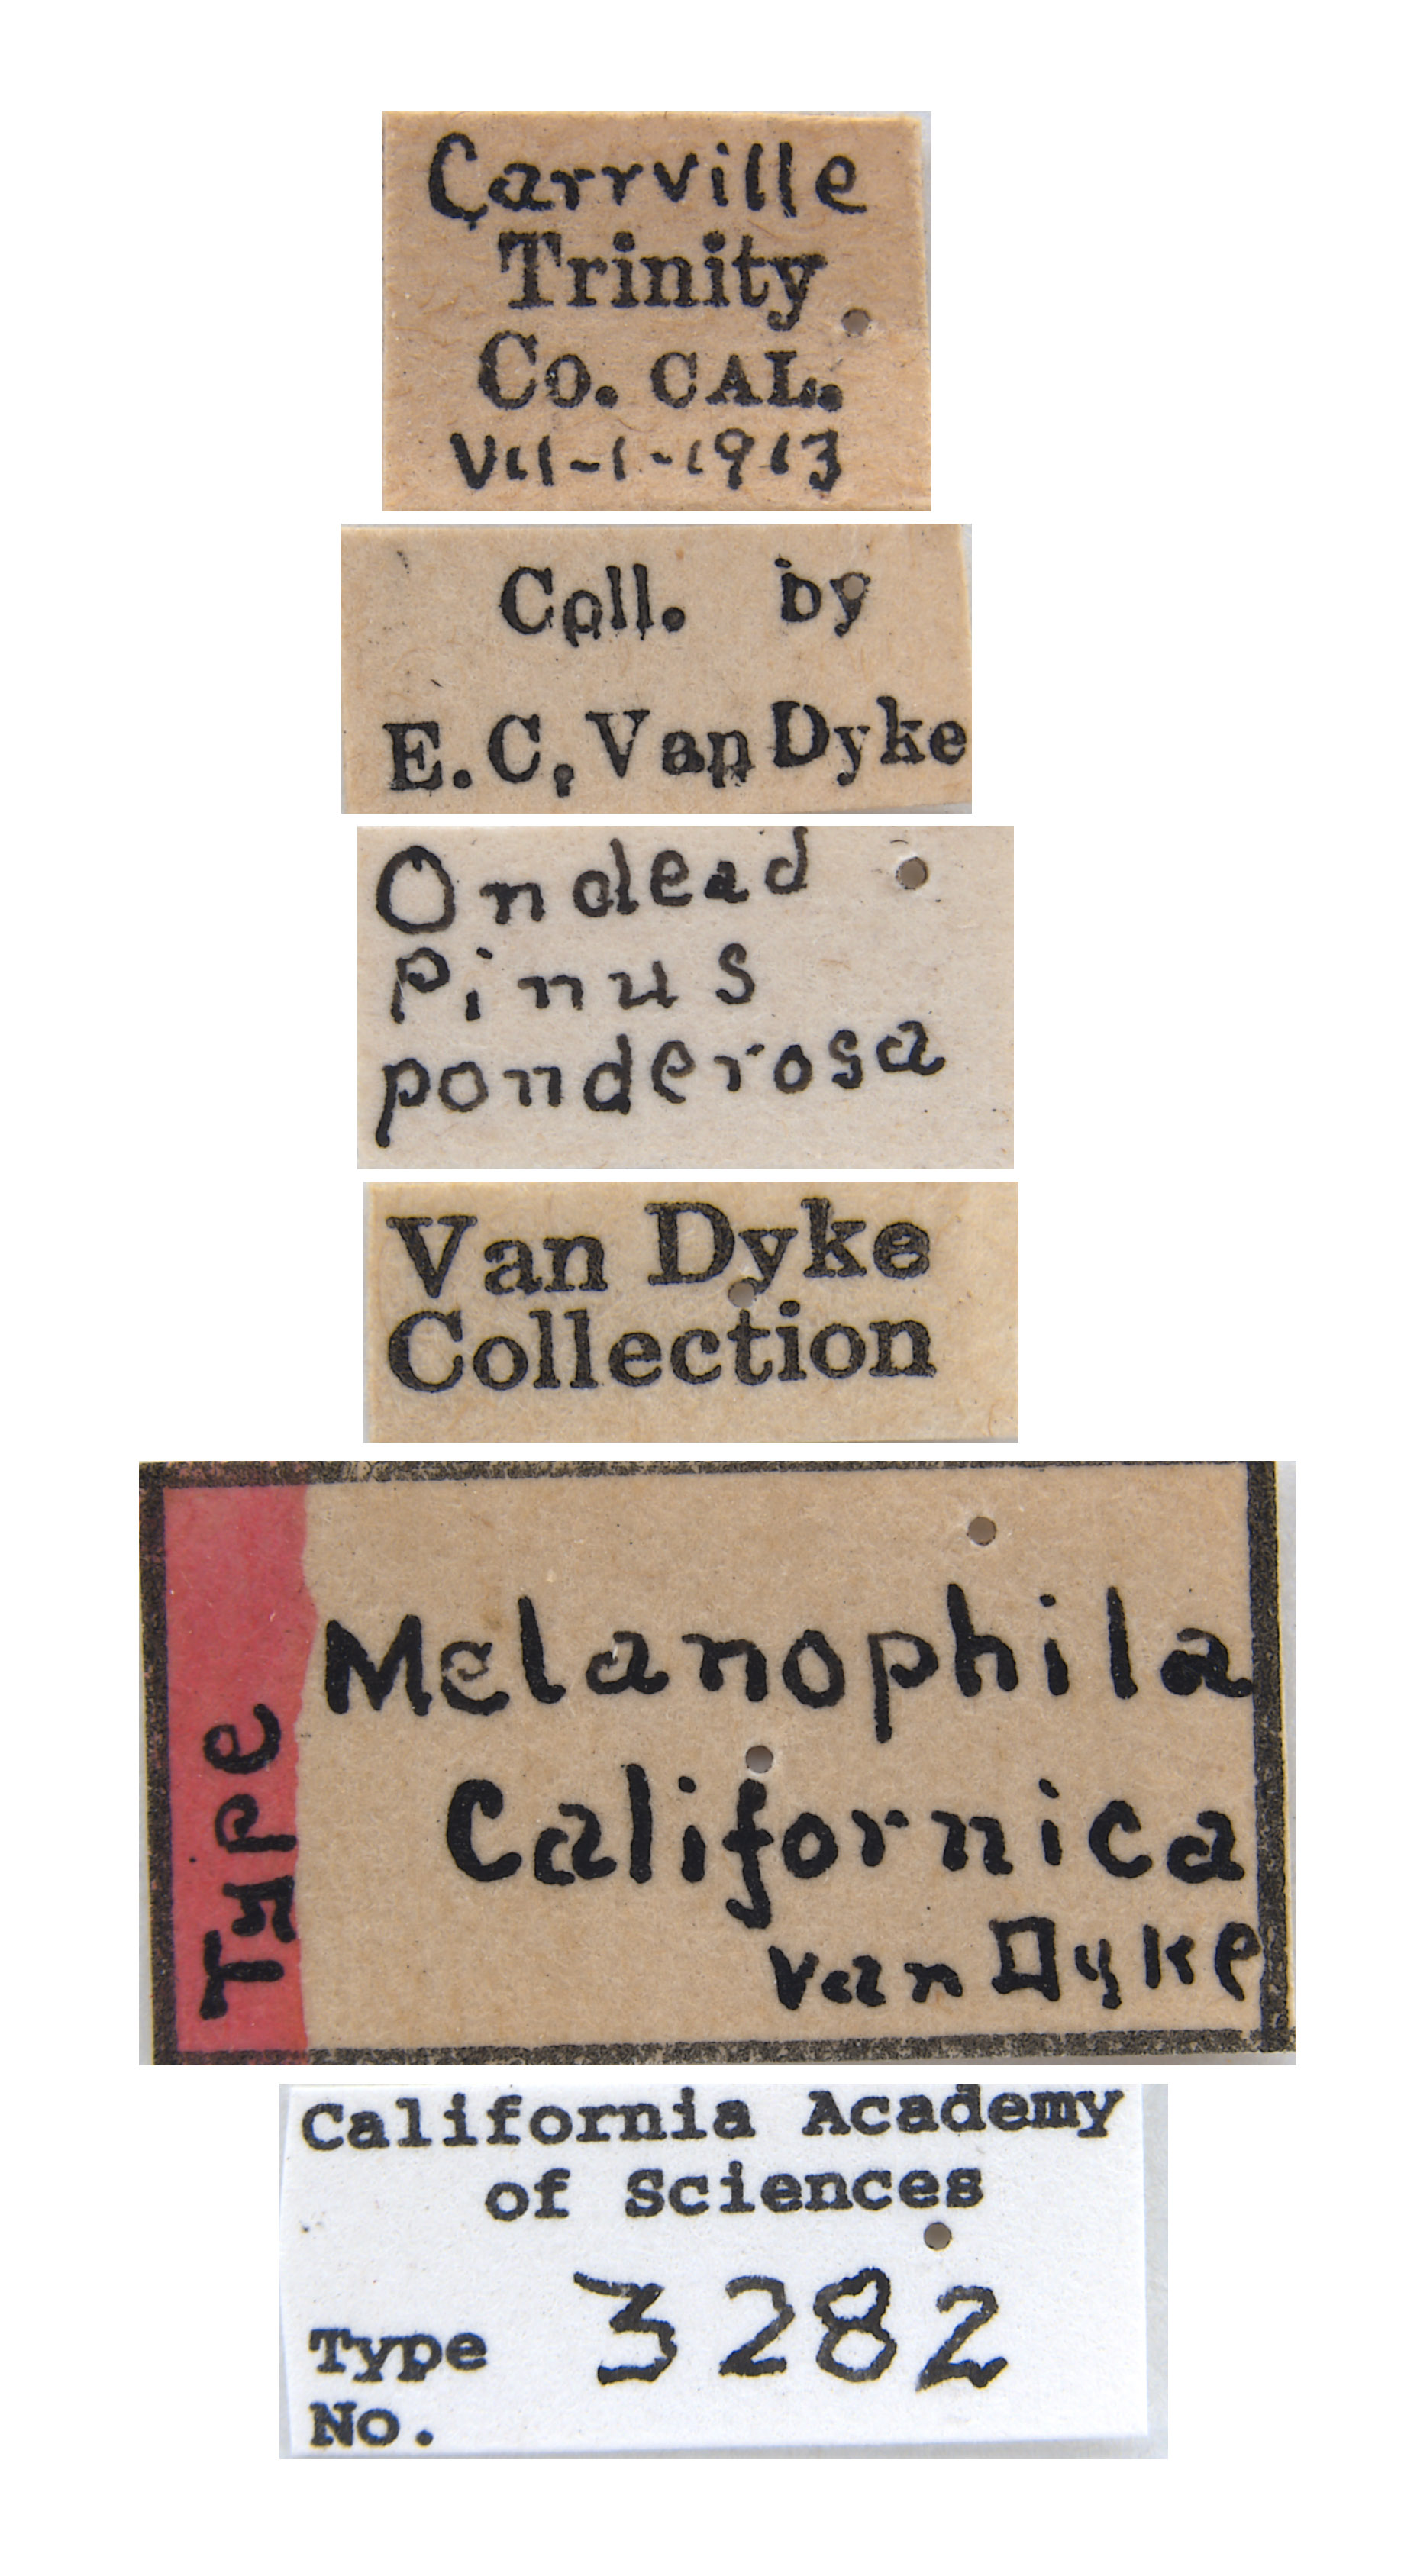 Carrville
Trinity
Co. CAL.
VII-1-1913
Coll. by
E.C. Van Dyke
On dead
Pinus
ponderosa
Van Dyke
Collection
Type
Melanophila
Californica
Van Dyke
California Academy
of Sciences
Type
No. 3282